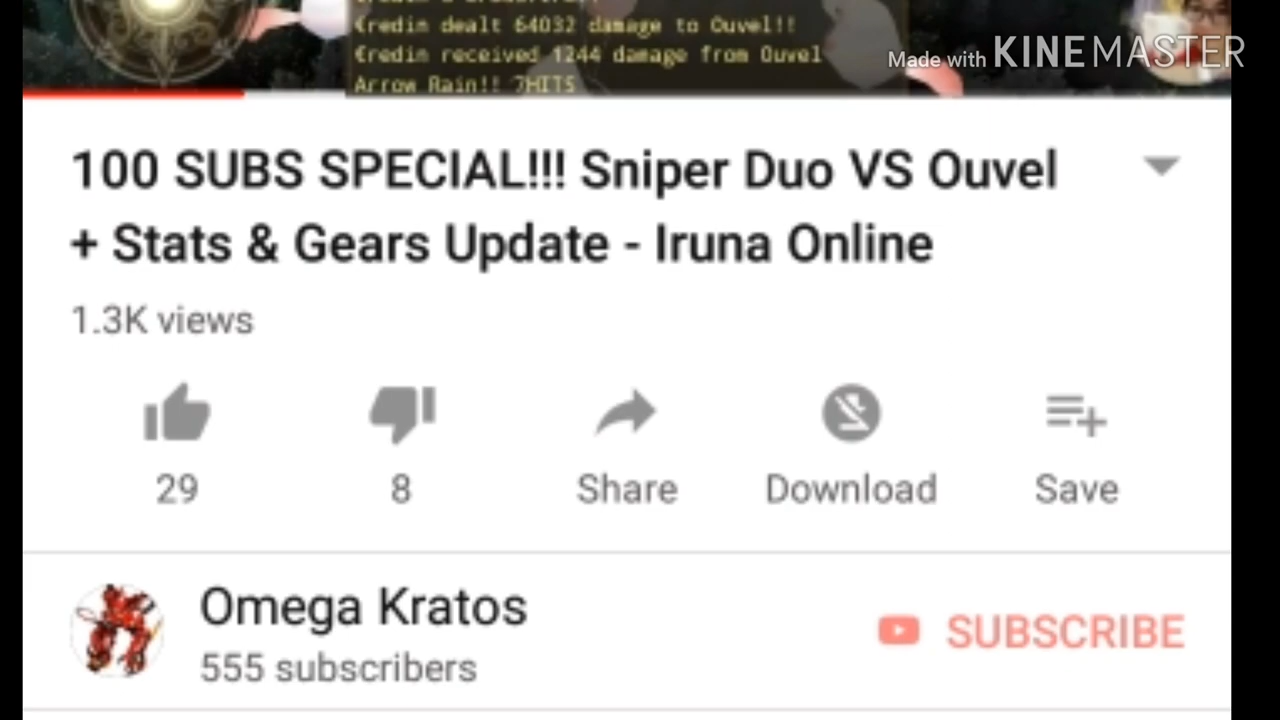 Credin dealt 64032 damage to Ouvel!!
Made with KINEMASTER
Credin received 1244 damage from Ouvel
Arrow Rain!! 7HITS
100 SUBS SPECIAL!!! Sniper Duo VS Ouvel
+ Stats & Gears Update - Iruna Online
1.3K views
29 8 Share Download Save
Omega Kratos
SUBSCRIBE
555 subscribers